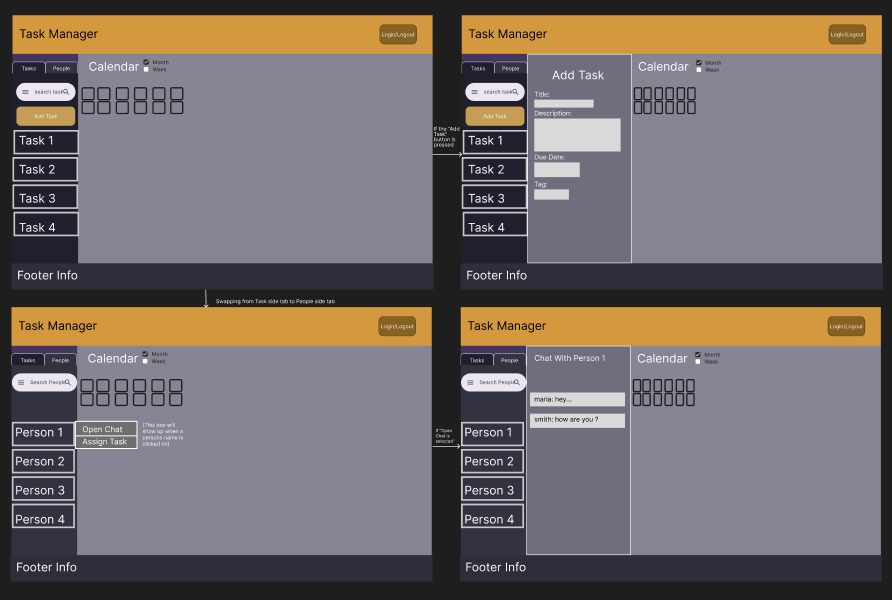 Task Manager
Login/Logout
Tasks
People
Calendar
Month
Week
search task
Add Task
Task 1
Task 2
Task 3
Task 4
Footer Info
If the "Add
Task"
button is
pressed
Task Manager
Login/Logout
Tasks
People
Add Task
Calendar
Month
Week
search task
Title:
Description:
Add Task
Task 1
Task 2
Due Date:
Task 3
Tag:
Task 4
Footer Info
Swapping from Task side tab to People side tab
Task Manager
Login/Logout
Tasks
People
Calendar
Month
Week
Search People
Person 1
Open Chat
Assign Task
(This box will
show up when a
persons name is
clicked on)
Person 2
Person 3
Person 4
Footer Info
If "Open
Chat is
selected"
Task Manager
Login/Logout
Tasks
People
Chat With Person 1
Calendar
Month
Week
Search People
maria: hey...
smith: how are you ?
Person 1
Person 2
Person 3
Person 4
Footer Info